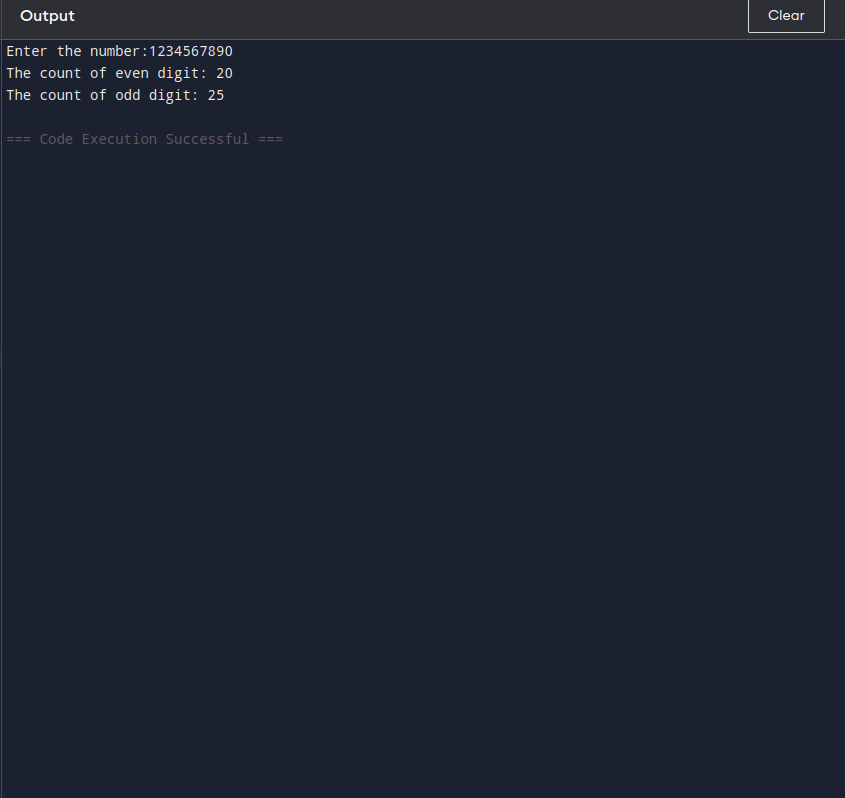 Output
Clear
Enter the number:1234567890
The count of even digit: 20
The count of odd digit: 25
=== Code Execution Successful ===